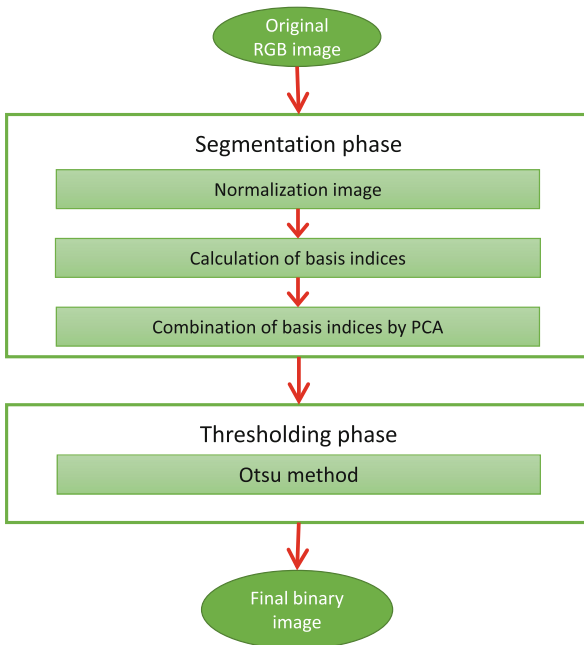 Original
RGB image
Segmentation phase
Normalization image
Calculation of basis indices
Combination of basis indices by PCA
Thresholding phase
Otsu method
Final binary
image